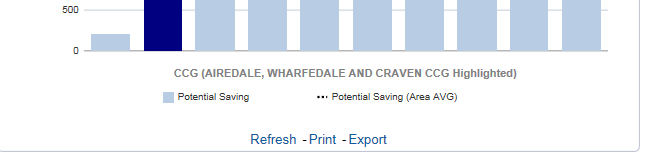 500
0
CCG (AIREDALE, WHARFEDALE AND CRAVEN CCG Highlighted)
Potential Saving Potential Saving (Area AVG)
Refresh - Print - Export